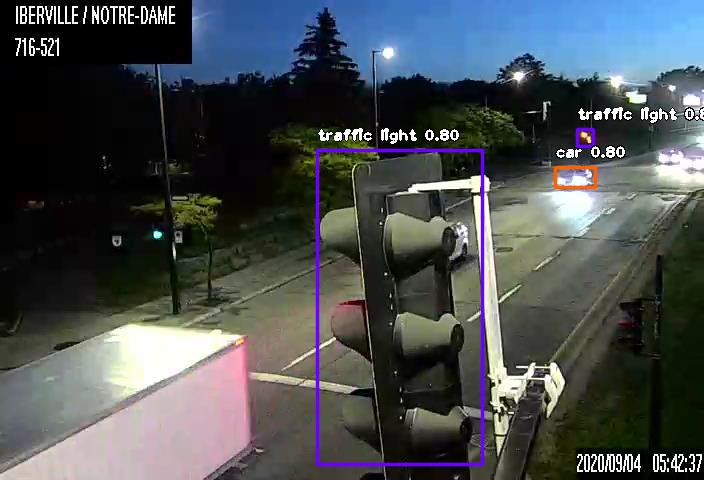 IBERVILLE / NOTRE-DAME
716-521
traffic light 0.8
traffic light 0.80
car 0.80
2020/09/04 05:42:37